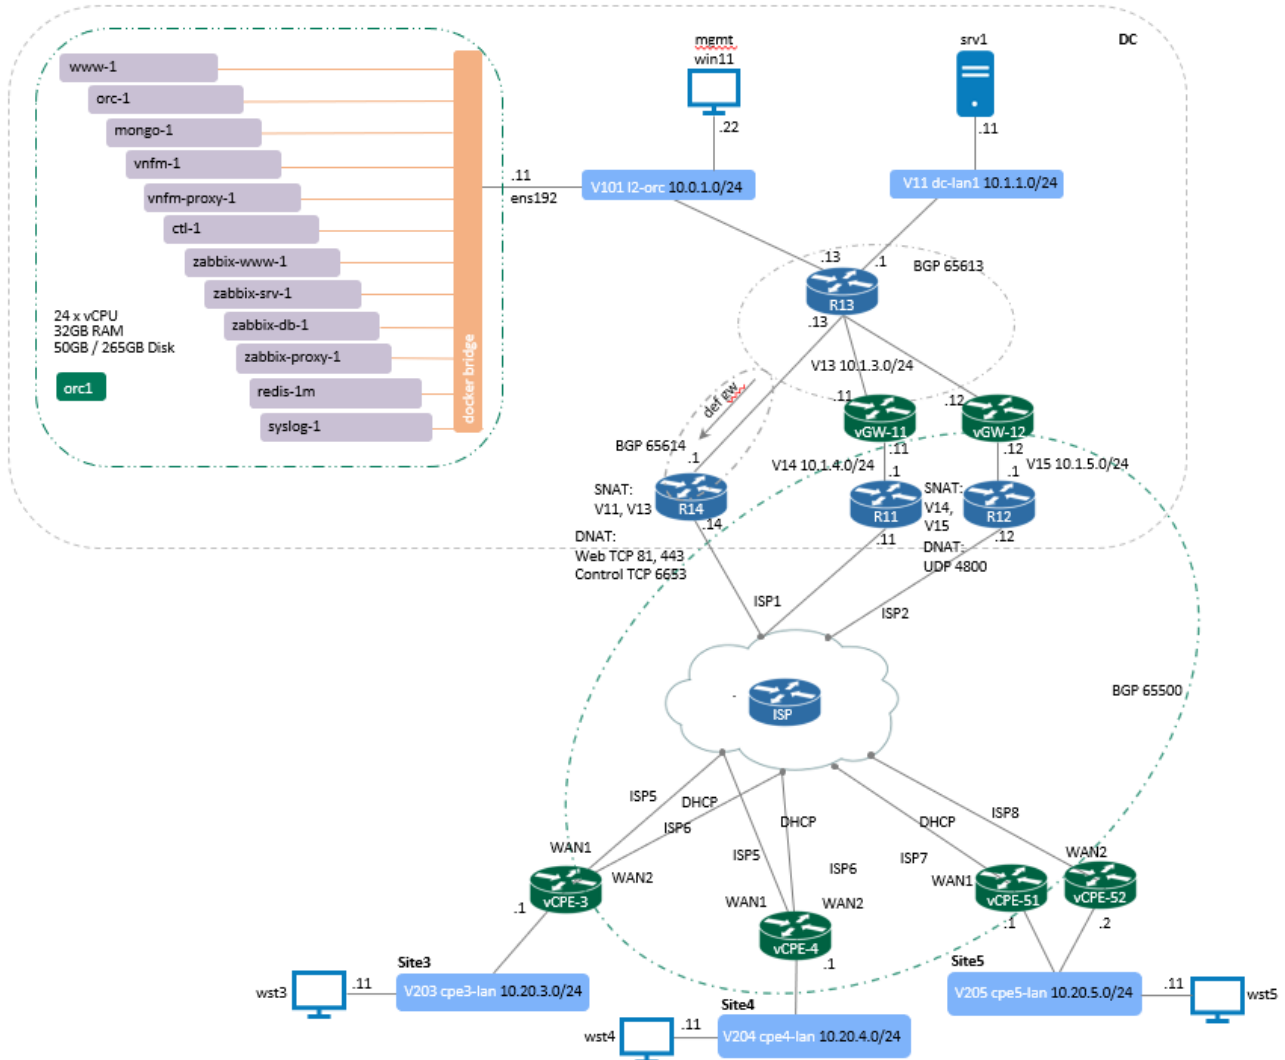 DC
mgmt
win11
srv1
www-1
orc-1
mongo-1
vnfm-1
vnfm-proxy-1
ctl-1
zabbix-www-1
zabbix-srv-1
zabbix-db-1
zabbix-proxy-1
redis-1m
syslog-1
docker bridge
24 x vCPU
32GB RAM
50GB / 265GB Disk
orc1
.22
.11
.11
ens192
V101 l2-orc 10.0.1.0/24
V11 dc-lan1 10.1.1.0/24
.13
.1
BGP 65613
R13
.13
V13 10.1.3.0/24
def gw
.11
.12
vGW-11
vGW-12
BGP 65614
.1
.11
.12
V14 10.1.4.0/24
V15 10.1.5.0/24
.1
.1
SNAT:
V11, V13
R14
.14
R11
.11
SNAT:
V14,
V15
R12
.12
DNAT:
Web TCP 81, 443
Control TCP 6653
DNAT:
UDP 4800
ISP1
ISP2
ISP
BGP 65500
ISP5
DHCP
ISP6
DHCP
DHCP
ISP8
ISP5
ISP6
ISP7
WAN1
WAN2
vCPE-3
.1
WAN1
WAN2
vCPE-4
.1
WAN1
WAN2
vCPE-51
vCPE-52
.1
.2
Site3
wst3
.11
V203 cpe3-lan 10.20.3.0/24
Site4
wst4
.11
V204 cpe4-lan 10.20.4.0/24
Site5
V205 cpe5-lan 10.20.5.0/24
.11
wst5